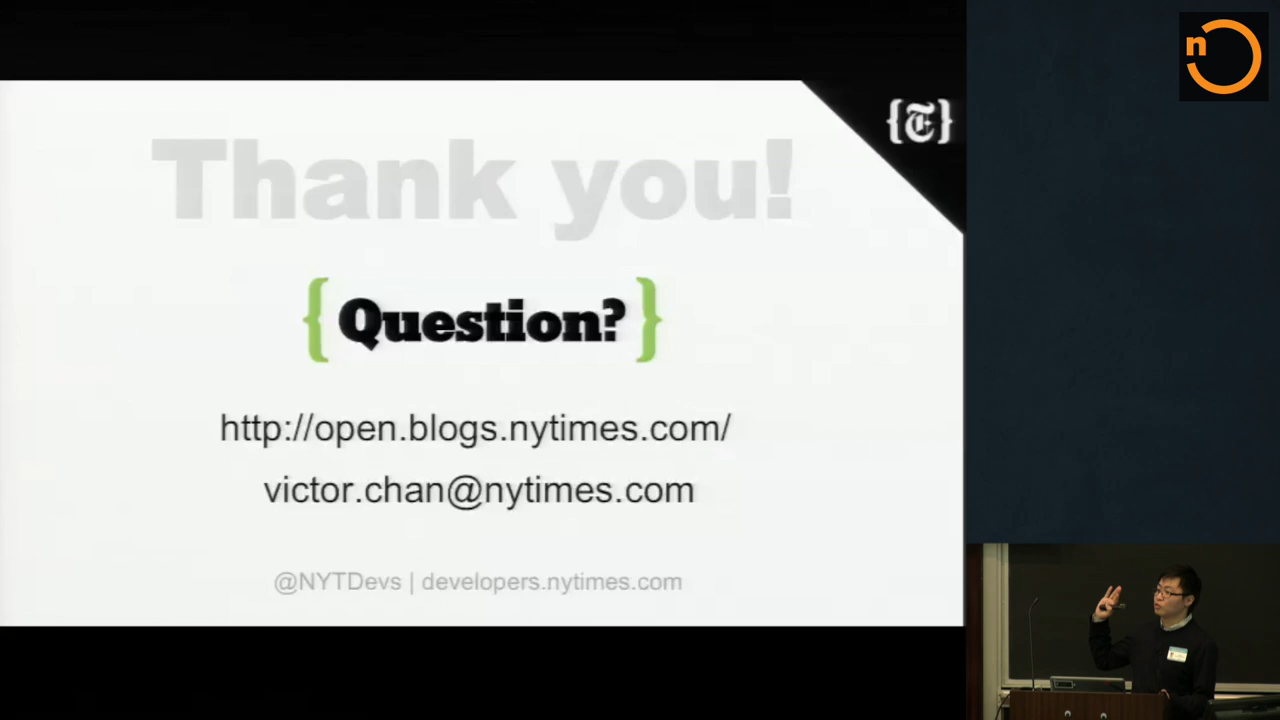 n
{T}
Thank you!
{ Question? }
http://open.blogs.nytimes.com/
victor.chan@nytimes.com
@NYTDevs | developers.nytimes.com